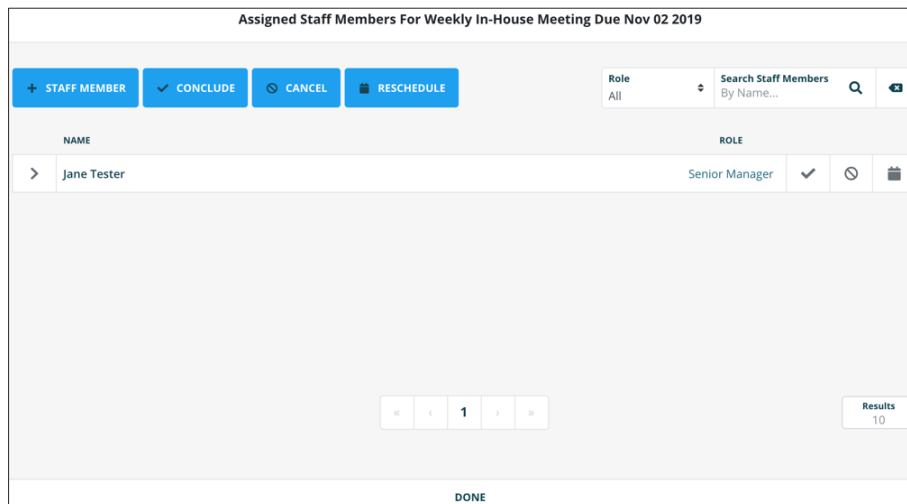 Assigned Staff Members For Weekly In-House Meeting Due Nov 02 2019
STAFF MEMBER
CONCLUDE
CANCEL
RESCHEDULE
Role
All
Search Staff Members
By Name...
NAME
ROLE
Jane Tester
Senior Manager
« ‹ 1 › »
Results
10
DONE